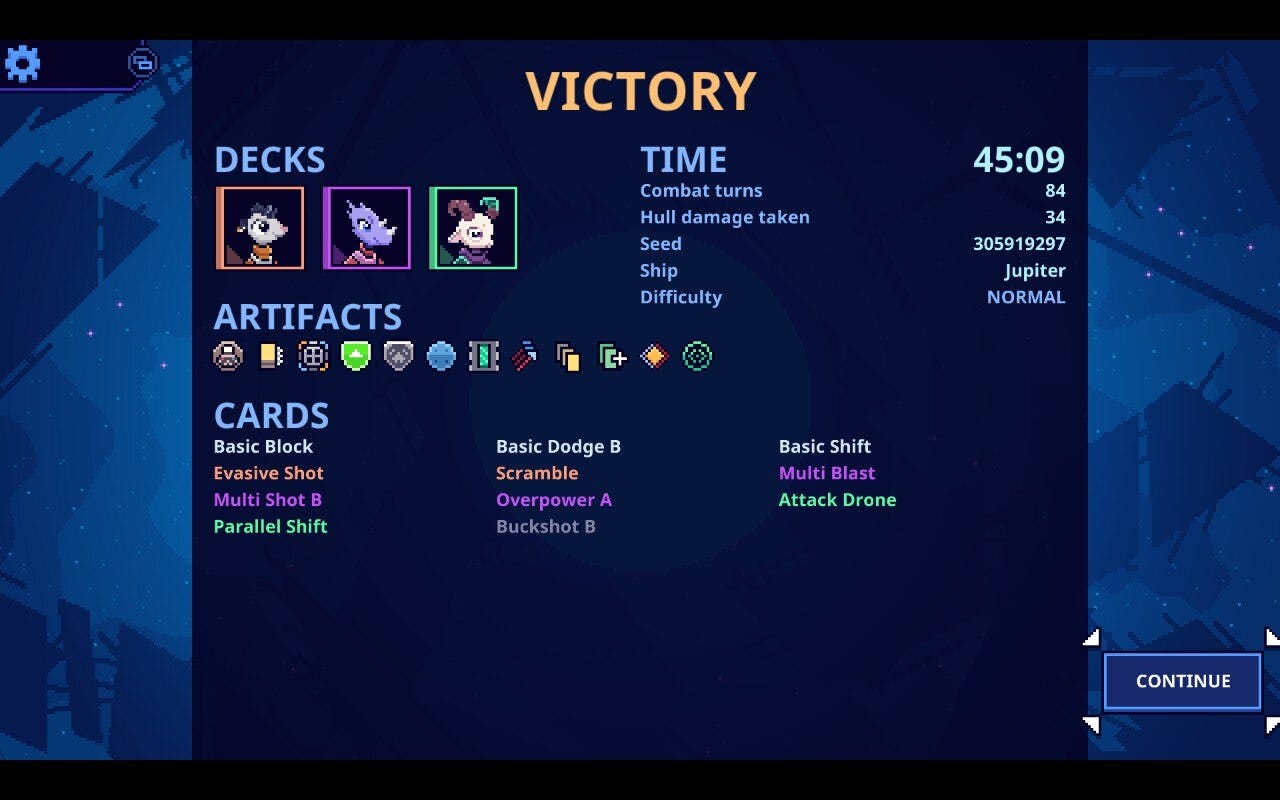 VICTORY
DECKS
TIME 45:09
Combat turns 84
Hull damage taken 34
Seed 305919297
Ship Jupiter
Difficulty NORMAL
ARTIFACTS
CARDS
Basic Block Basic Dodge B Basic Shift
Evasive Shot Scramble Multi Blast
Multi Shot B Overpower A Attack Drone
Parallel Shift Buckshot B
CONTINUE